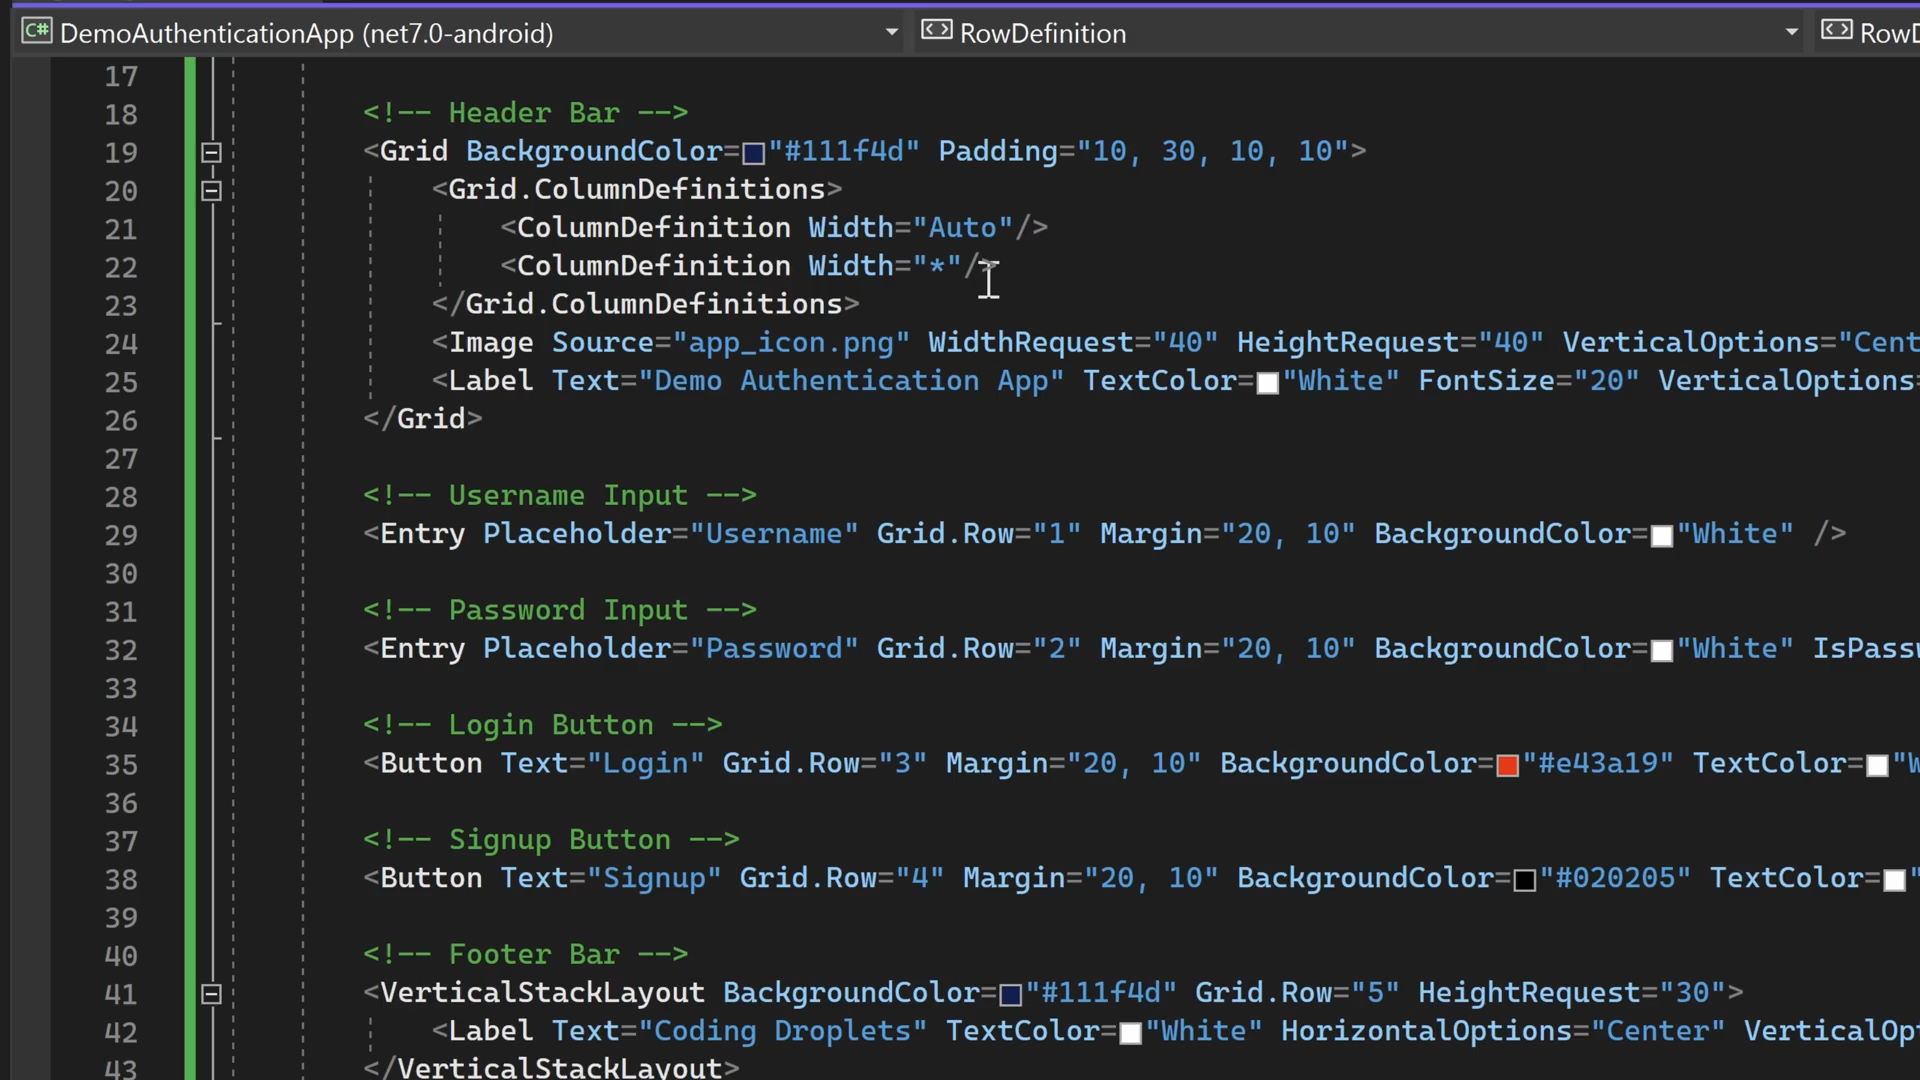 C# DemoAuthenticationApp (net7.0-android) RowDefinition RowD
17
18 <!-- Header Bar -->
19 <Grid BackgroundColor="#111f4d" Padding="10, 30, 10, 10">
20 <Grid.ColumnDefinitions>
21 <ColumnDefinition Width="Auto"/>
22 <ColumnDefinition Width="*"/>
23 </Grid.ColumnDefinitions>
24 <Image Source="app_icon.png" WidthRequest="40" HeightRequest="40" VerticalOptions="Cent
25 <Label Text="Demo Authentication App" TextColor="White" FontSize="20" VerticalOptions=
26 </Grid>
27
28 <!-- Username Input -->
29 <Entry Placeholder="Username" Grid.Row="1" Margin="20, 10" BackgroundColor="White" />
30
31 <!-- Password Input -->
32 <Entry Placeholder="Password" Grid.Row="2" Margin="20, 10" BackgroundColor="White" IsPassw
33
34 <!-- Login Button -->
35 <Button Text="Login" Grid.Row="3" Margin="20, 10" BackgroundColor="#e43a19" TextColor="W
36
37 <!-- Signup Button -->
38 <Button Text="Signup" Grid.Row="4" Margin="20, 10" BackgroundColor="#020205" TextColor="
39
40 <!-- Footer Bar -->
41 <VerticalStackLayout BackgroundColor="#111f4d" Grid.Row="5" HeightRequest="30">
42 <Label Text="Coding Droplets" TextColor="White" HorizontalOptions="Center" VerticalOpt
43 </VerticalStackLayout>